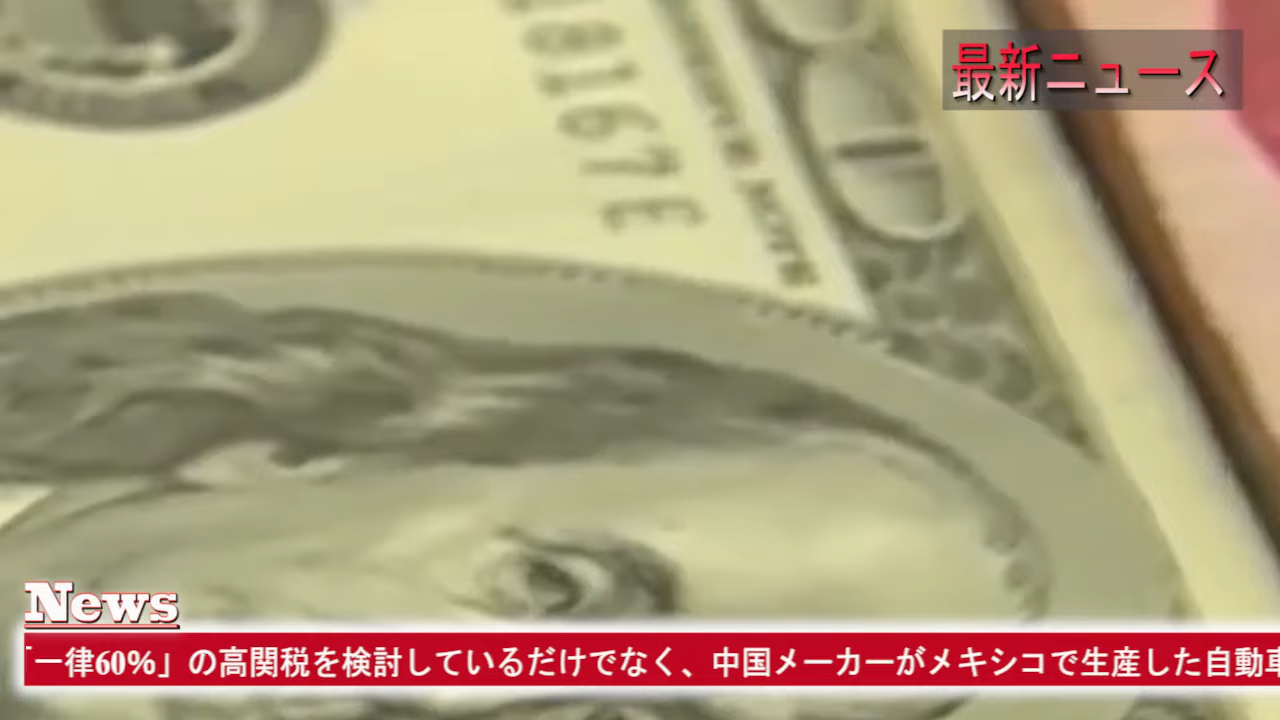 最新ニュース
8167E
News
「一律60%」の高関税を検討しているだけでなく、中国メーカーがメキシコで生産した自動車